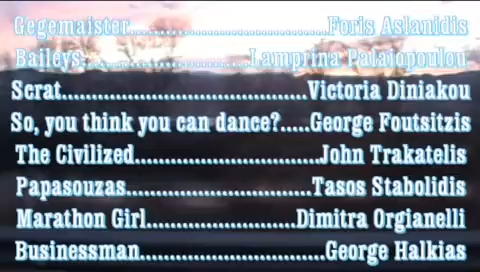 Gegemaister.................................Foris Aslanidis
Baileys............................Lamprina Palaiopoulou
Scrat.........................................Victoria Diniakou
So, you think you can dance?.....George Foutsitzis
The Civilized...............................John Trakatelis
Papasouzas...............................Tasos Stabolidis
Marathon Girl.........................Dimitra Orgianelli
Businessman...............................George Halkias